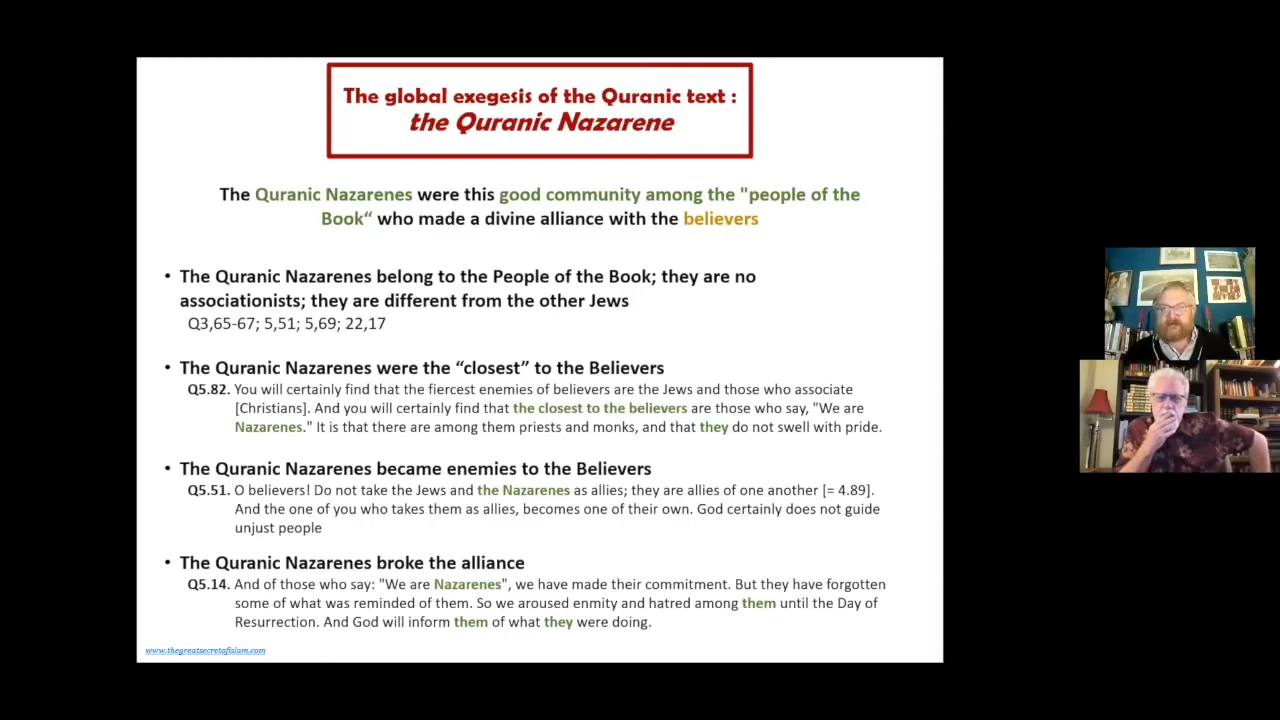 The global exegesis of the Quranic text :
the Quranic Nazarene
The Quranic Nazarenes were this good community among the "people of the
Book“ who made a divine alliance with the believers
• The Quranic Nazarenes belong to the People of the Book; they are no
associationists; they are different from the other Jews
Q3,65-67; 5,51; 5,69; 22,17
• The Quranic Nazarenes were the “closest” to the Believers
Q5.82. You will certainly find that the fiercest enemies of believers are the Jews and those who associate
[Christians]. And you will certainly find that the closest to the believers are those who say, "We are
Nazarenes." It is that there are among them priests and monks, and that they do not swell with pride.
• The Quranic Nazarenes became enemies to the Believers
Q5.51. O believers! Do not take the Jews and the Nazarenes as allies; they are allies of one another [= 4.89].
And the one of you who takes them as allies, becomes one of their own. God certainly does not guide
unjust people
• The Quranic Nazarenes broke the alliance
Q5.14. And of those who say: "We are Nazarenes", we have made their commitment. But they have forgotten
some of what was reminded of them. So we aroused enmity and hatred among them until the Day of
Resurrection. And God will inform them of what they were doing.
www.thegreatsecretofislam.com